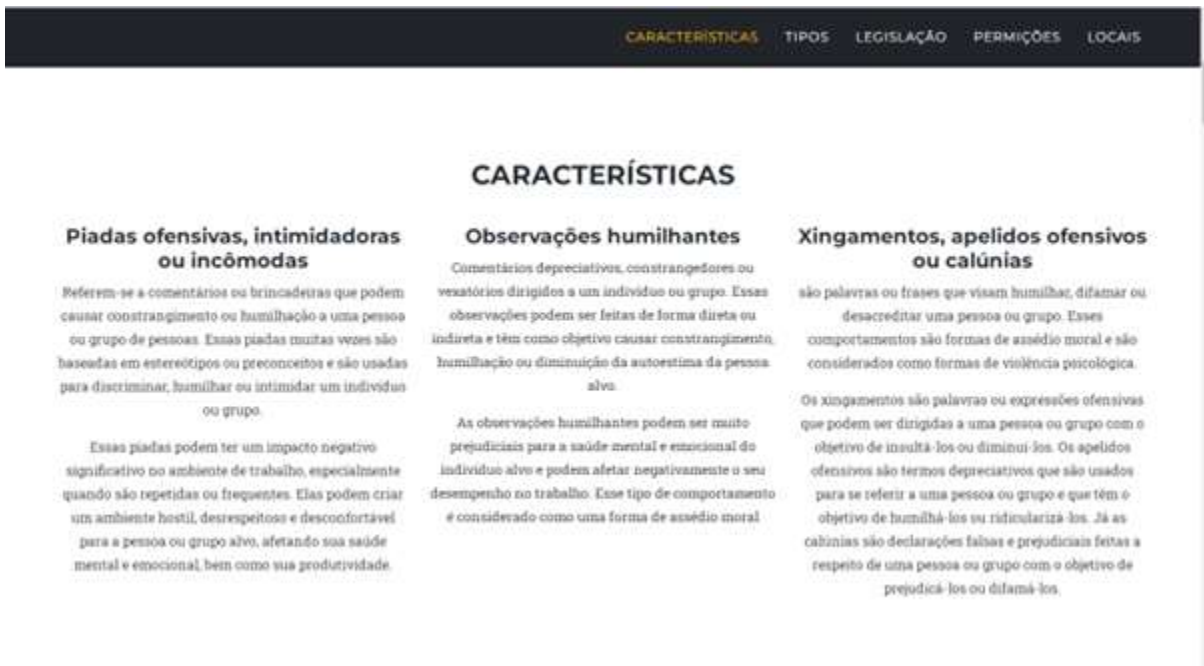 CARACTERÍSTICAS TIPOS LEGISLAÇÃO PERMIÇÕES LOCAIS
CARACTERÍSTICAS
Piadas ofensivas, intimidadoras
ou incômodas
Referem-se a comentários ou brincadeiras que podem
causar constrangimento ou humilhação a uma pessoa
ou grupo de pessoas. Essas piadas muitas vezes são
baseadas em estereótipos ou preconceitos e são usadas
para discriminar, humilhar ou intimidar um indivíduo
ou grupo.
Essas piadas podem ter um impacto negativo
significativo no ambiente de trabalho, especialmente
quando são repetidas ou frequentes. Elas podem criar
um ambiente hostil, desrespeitoso e desconfortável
para a pessoa ou grupo alvo, afetando sua saúde
mental e emocional, bem como sua produtividade.
Observações humilhantes
Comentários depreciativos, constrangedores ou
vexatórios dirigidos a um indivíduo ou grupo. Essas
observações podem ser feitas de forma direta ou
indireta e têm como objetivo causar constrangimento,
humilhação ou diminuição da autoestima da pessoa
alvo.
As observações humilhantes podem ser muito
prejudiciais para a saúde mental e emocional do
indivíduo alvo e podem afetar negativamente o seu
desempenho no trabalho. Esse tipo de comportamento
é considerado como uma forma de assédio moral
Xingamentos, apelidos ofensivos
ou calúnias
são palavras ou frases que visam humilhar, difamar ou
desacreditar uma pessoa ou grupo. Esses
comportamentos são formas de assédio moral e são
considerados como formas de violência psicológica.
Os xingamentos são palavras ou expressões ofensivas
que podem ser dirigidas a uma pessoa ou grupo com o
objetivo de insultá-los ou diminuí-los. Os apelidos
ofensivos são termos depreciativos que são usados
para se referir a uma pessoa ou grupo e que têm o
objetivo de humilhá-los ou ridicularizá-los. Já as
calúnias são declarações falsas e prejudiciais feitas a
respeito de uma pessoa ou grupo com o objetivo de
prejudicá-los ou difamá-los.